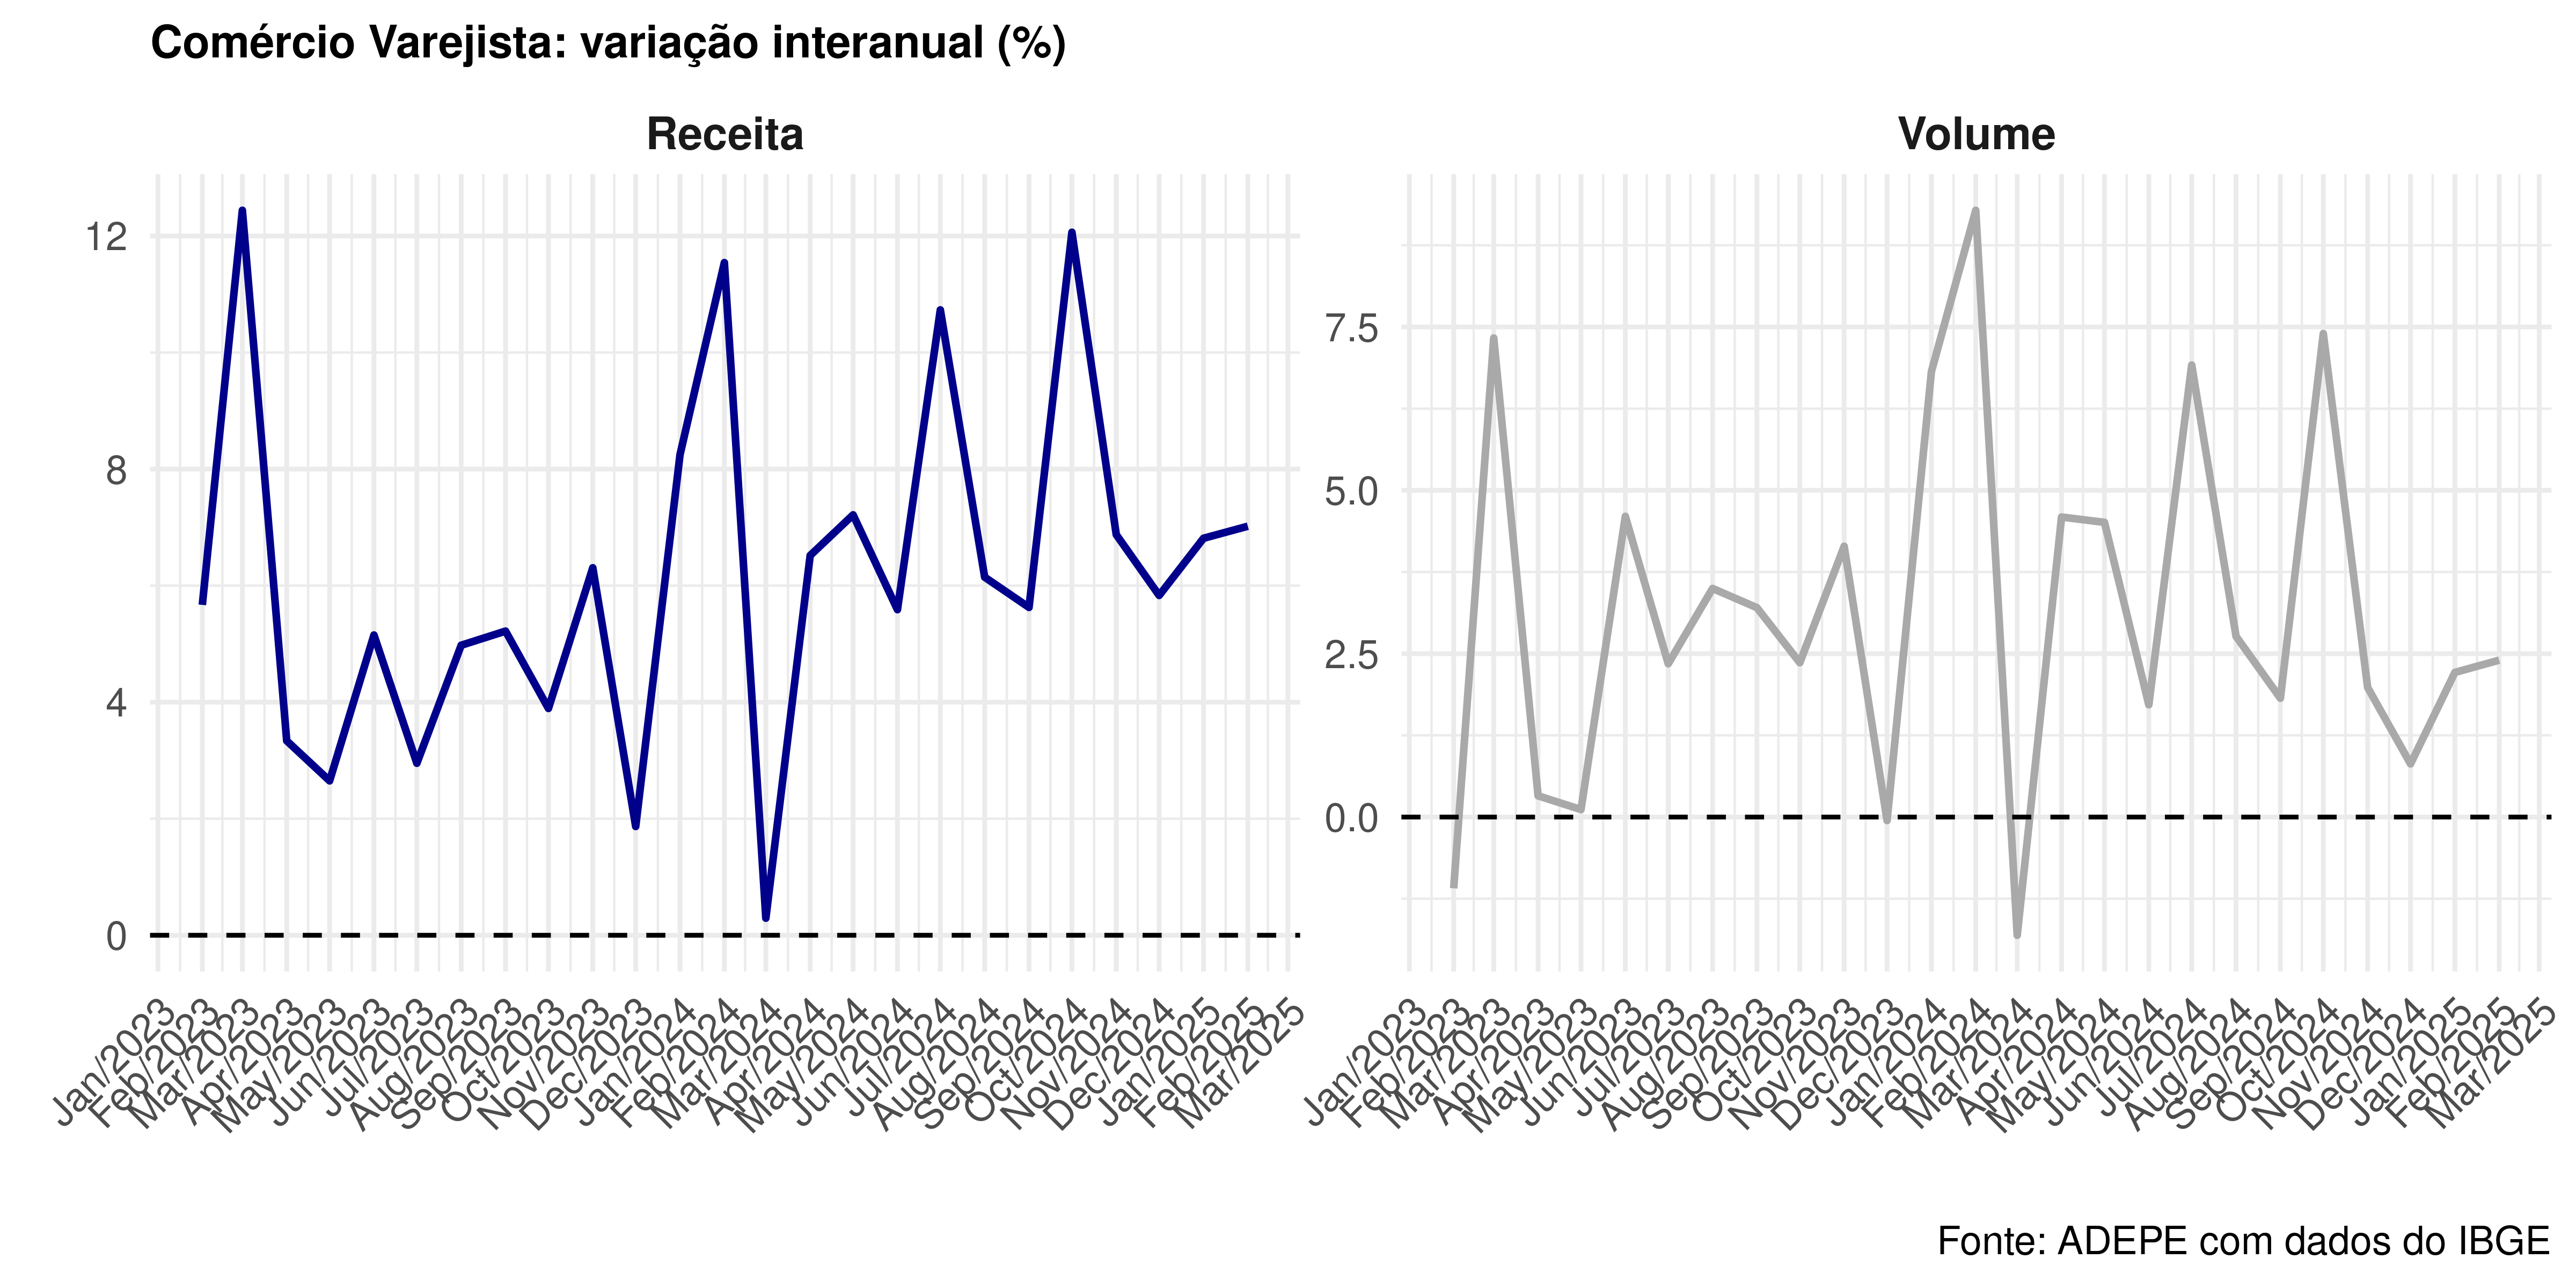 Comércio Varejista: variação interanual (%)
Receita
12
8
4
0
Jan/2023
Feb/2023
Mar/2023
Apr/2023
May/2023
Jun/2023
Jul/2023
Aug/2023
Sep/2023
Oct/2023
Nov/2023
Dec/2023
Jan/2024
Feb/2024
Mar/2024
Apr/2024
May/2024
Jun/2024
Jul/2024
Aug/2024
Sep/2024
Oct/2024
Nov/2024
Dec/2024
Jan/2025
Feb/2025
Mar/2025
Volume
7.5
5.0
2.5
0.0
Jan/2023
Feb/2023
Mar/2023
Apr/2023
May/2023
Jun/2023
Jul/2023
Aug/2023
Sep/2023
Oct/2023
Nov/2023
Dec/2023
Jan/2024
Feb/2024
Mar/2024
Apr/2024
May/2024
Jun/2024
Jul/2024
Aug/2024
Sep/2024
Oct/2024
Nov/2024
Dec/2024
Jan/2025
Feb/2025
Mar/2025
Fonte: ADEPE com dados do IBGE